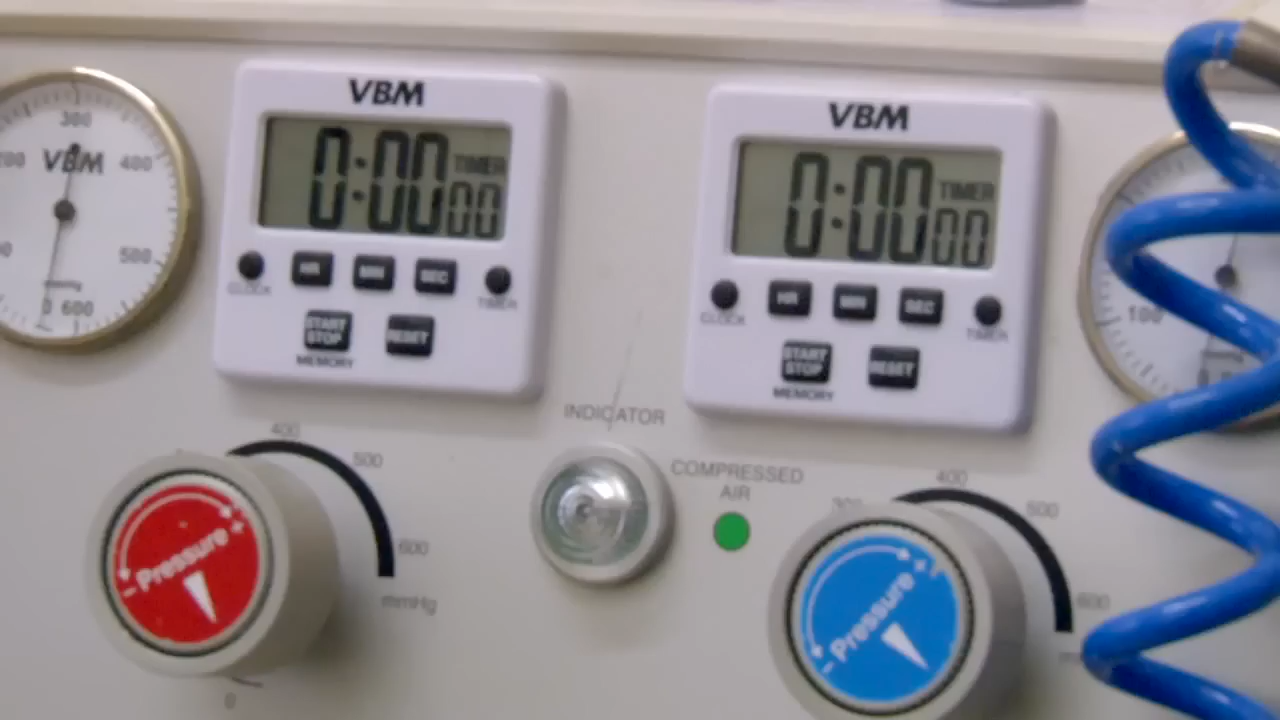 300
200
VBM
400
500
0
600
VBM
0:00
TIMER
00
HR
MIN
SEC
CLOCK
TIMER
START
STOP
RESET
MEMORY
VBM
0:00
TIMER
00
HR
MIN
SEC
CLOCK
TIMER
START
STOP
RESET
MEMORY
100
INDICATOR
COMPRESSED
AIR
400
500
600
mmHg
0
- Pressure +
300
400
500
600
- Pressure +